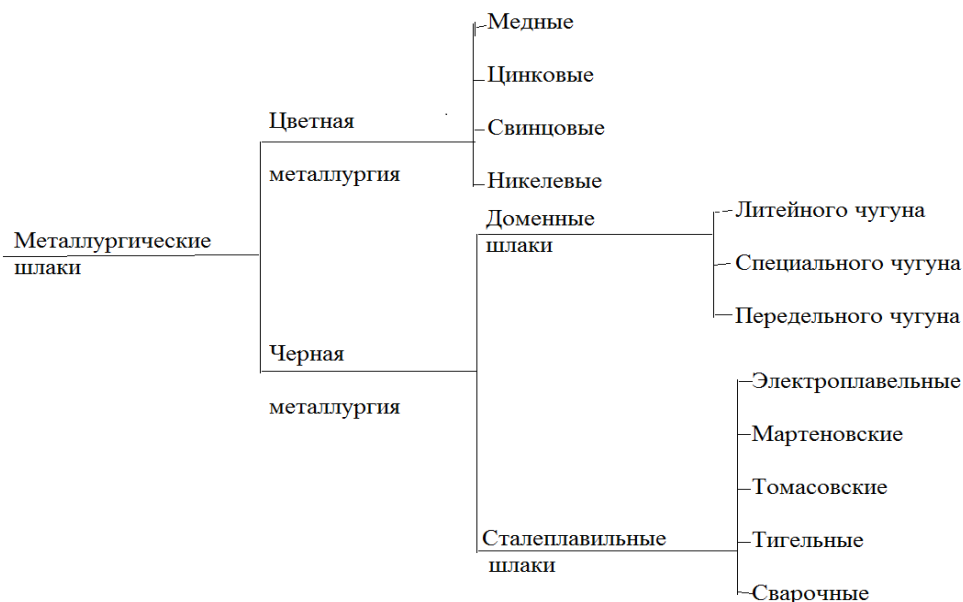 Медные
Цинковые
Цветная
Свинцовые
металлургия
Никелевые
Литейного чугуна
Доменные
шлаки
Металлургические
шлаки
Специального чугуна
Передельного чугуна
Черная
металлургия
Электроплавельные
Мартеновские
Томасовские
Сталеплавильные
шлаки
Тигельные
Сварочные